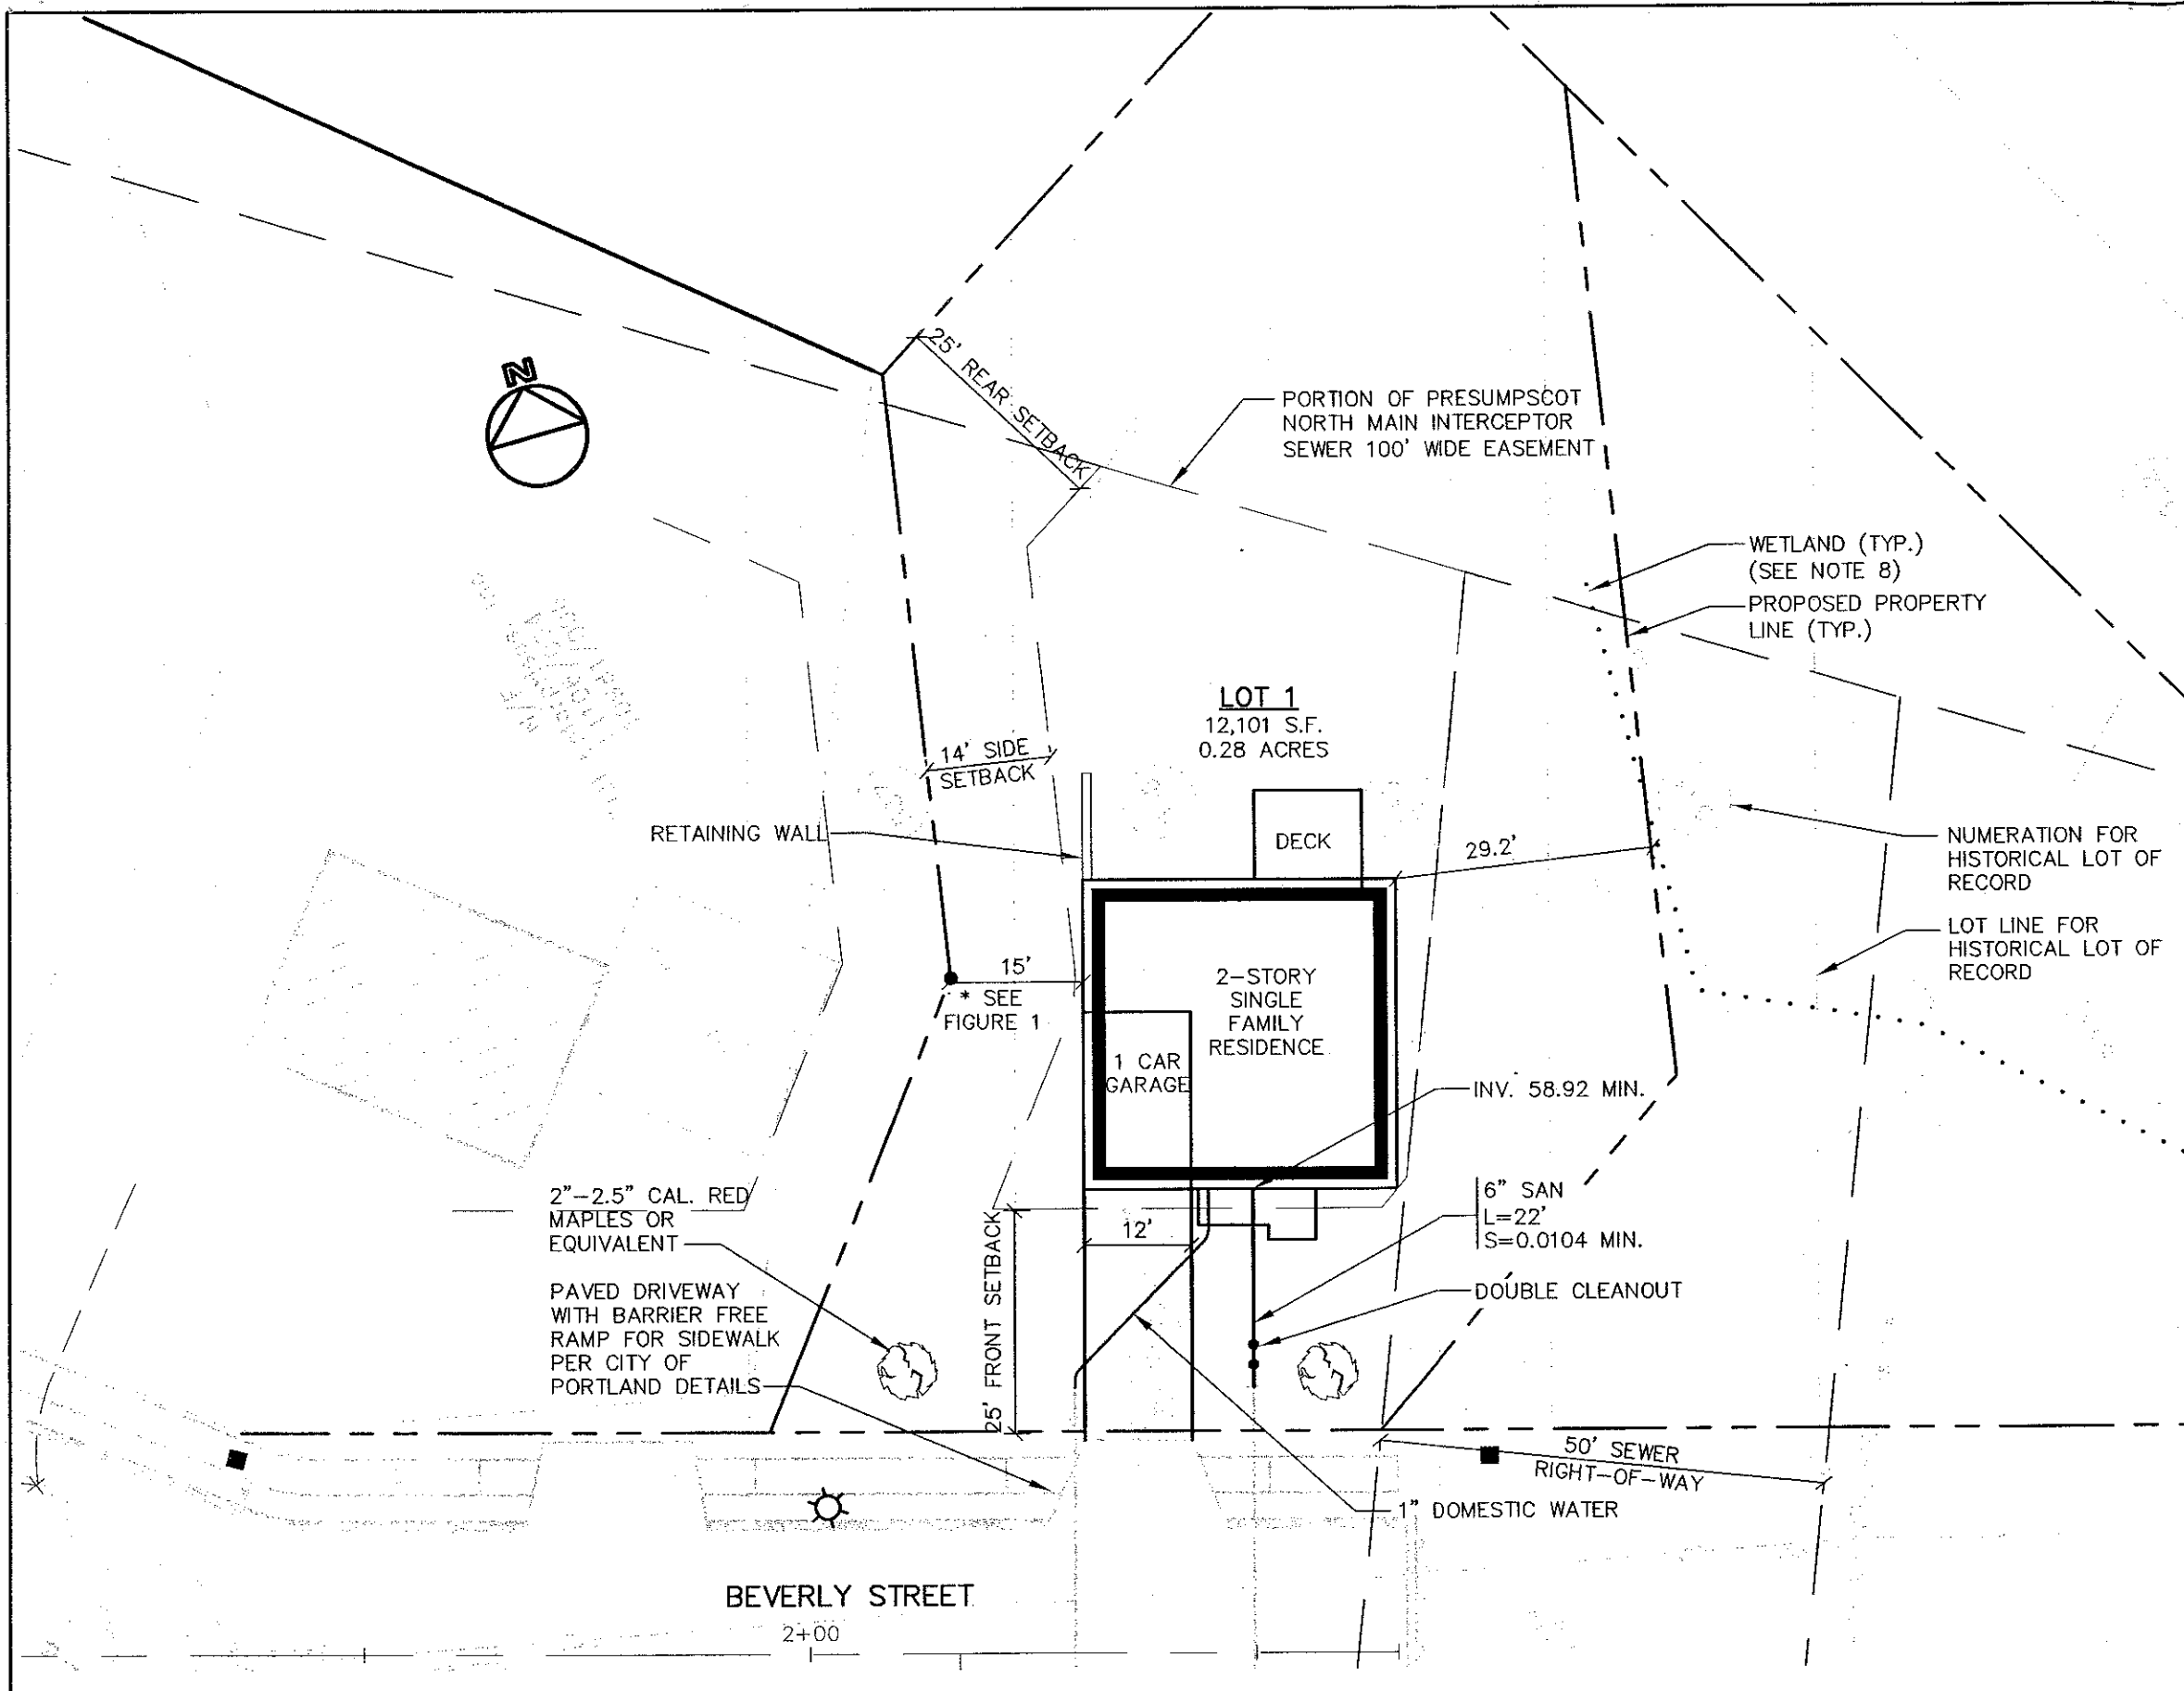 N
25' REAR SETBACK
PORTION OF PRESUMPSCOT
NORTH MAIN INTERCEPTOR
SEWER 100' WIDE EASEMENT
WETLAND (TYP.)
(SEE NOTE 8)
PROPOSED PROPERTY
LINE (TYP.)
LOT 1
12,101 S.F.
0.28 ACRES
14' SIDE
SETBACK
RETAINING WALL
DECK
29.2'
NUMERATION FOR
HISTORICAL LOT OF
RECORD
LOT LINE FOR
HISTORICAL LOT OF
RECORD
15'
* SEE
FIGURE 1
2-STORY
SINGLE
FAMILY
RESIDENCE
1 CAR
GARAGE
INV. 58.92 MIN.
2"-2.5" CAL. RED
MAPLES OR
EQUIVALENT
6" SAN
L=22'
S=0.0104 MIN.
12'
25' FRONT SETBACK
DOUBLE CLEANOUT
PAVED DRIVEWAY
WITH BARRIER FREE
RAMP FOR SIDEWALK
PER CITY OF
PORTLAND DETAILS
50' SEWER
RIGHT-OF-WAY
1" DOMESTIC WATER
BEVERLY STREET
2+00